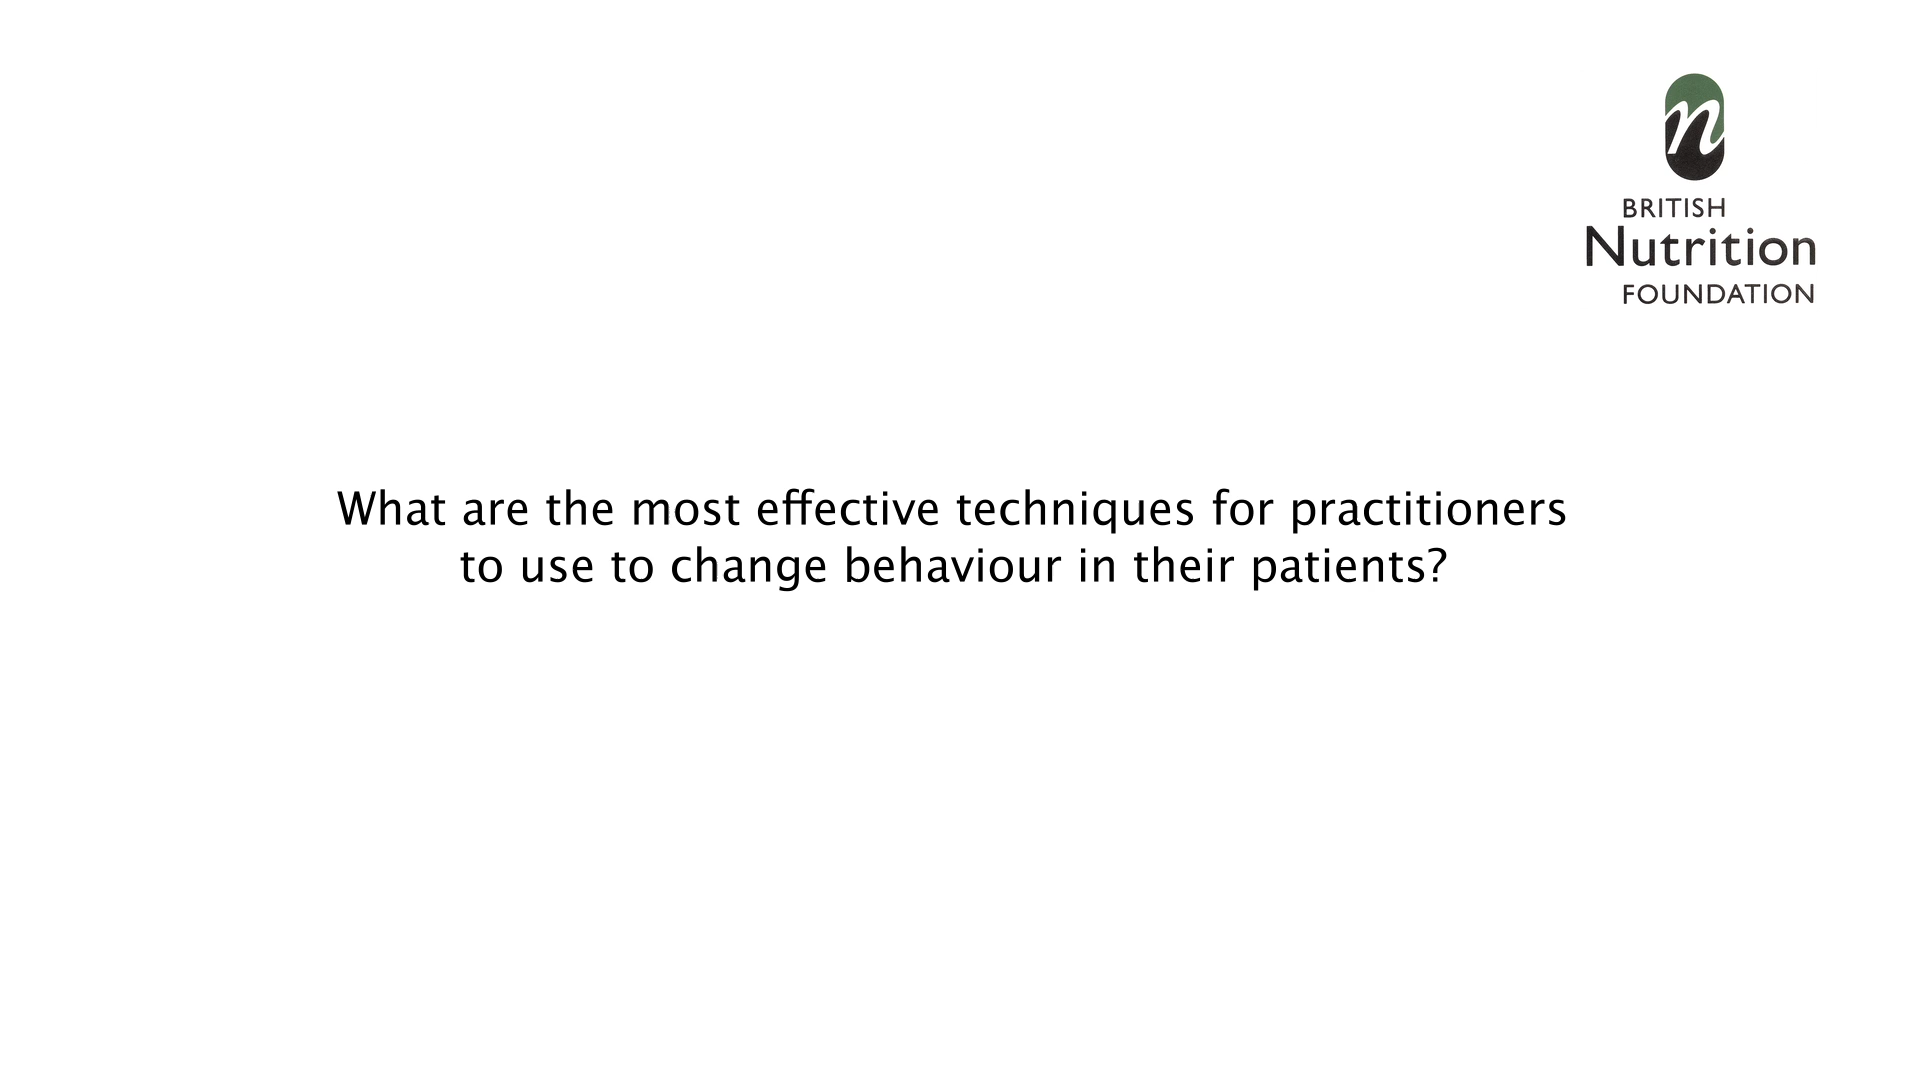 n
BRITISH
Nutrition
FOUNDATION
What are the most effective techniques for practitioners
to use to change behaviour in their patients?